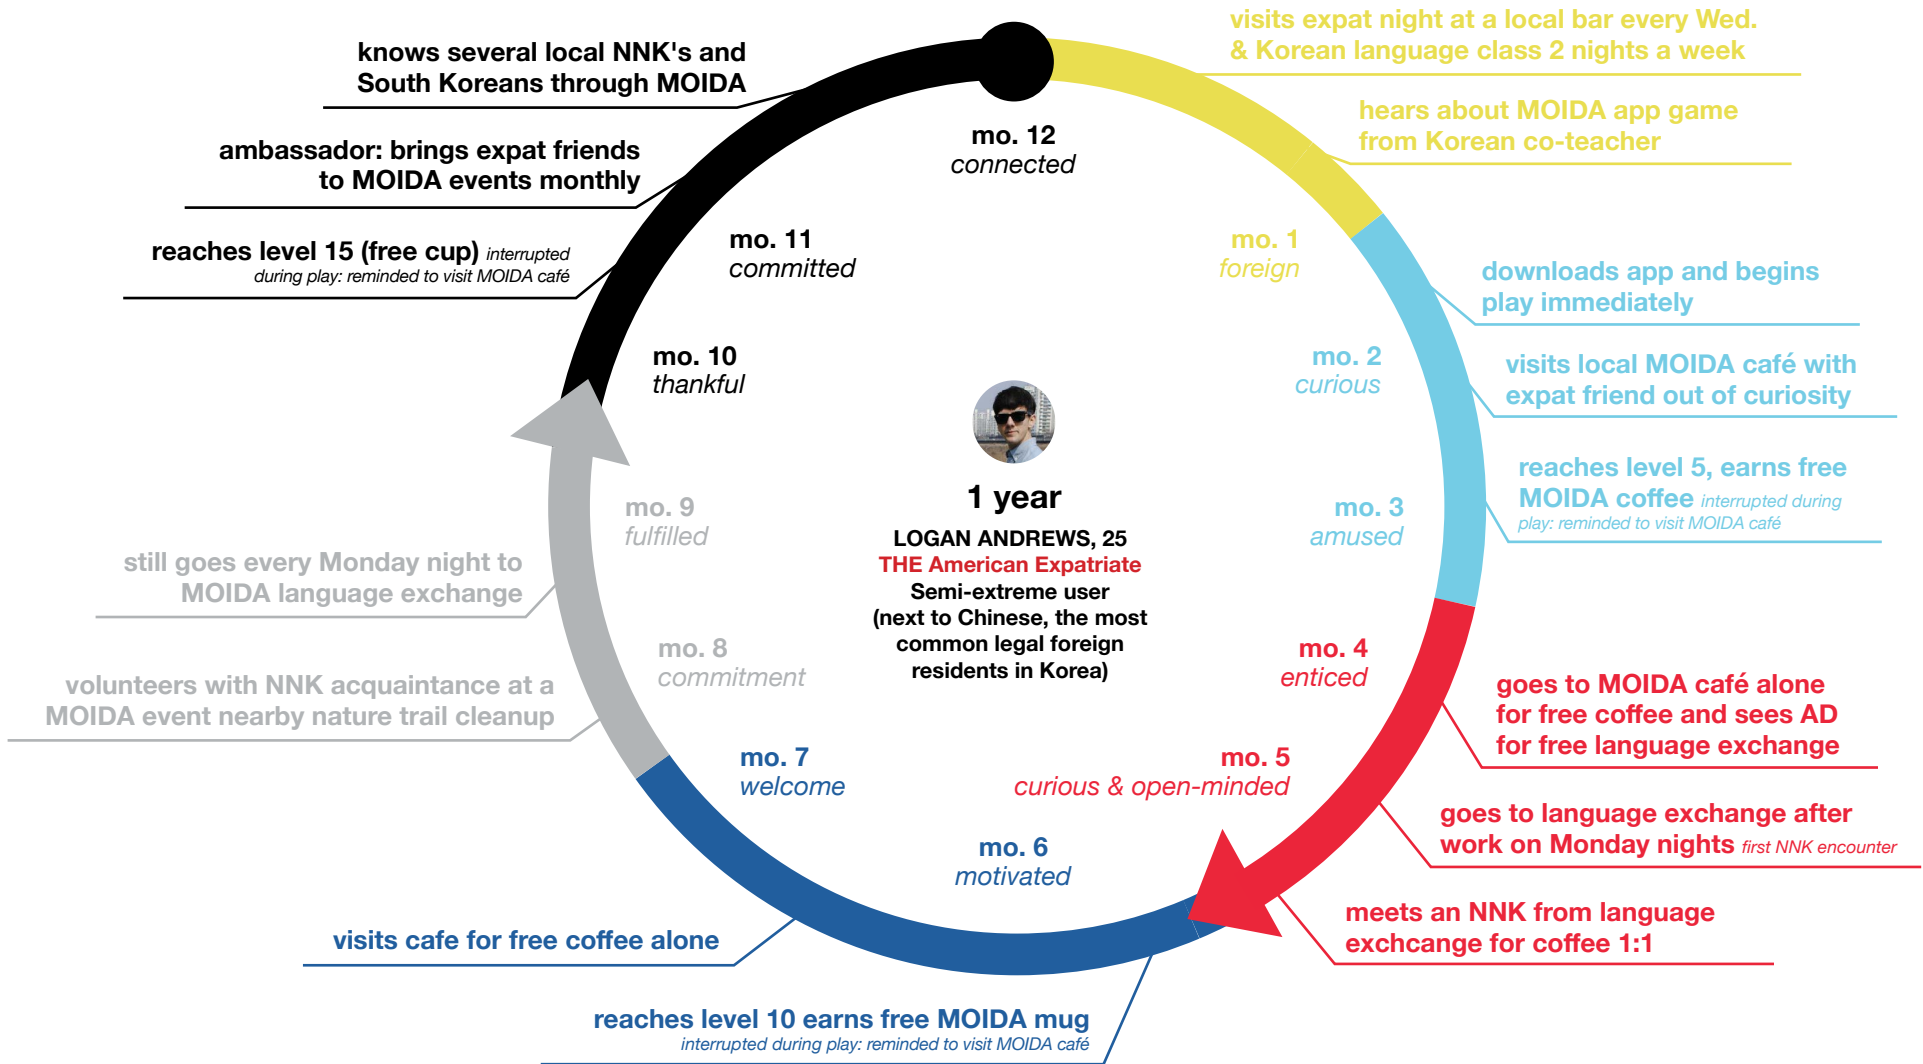 visits expat night at a local bar every Wed.
& Korean language class 2 nights a week
hears about MOIDA app game
from Korean co-teacher
downloads app and begins
play immediately
visits local MOIDA café with
expat friend out of curiosity
reaches level 5, earns free
MOIDA coffee interrupted during
play: reminded to visit MOIDA café
goes to MOIDA café alone
for free coffee and sees AD
for free language exchange
goes to language exchange after
work on Monday nights first NNK encounter
meets an NNK from language
exchcange for coffee 1:1
reaches level 10 earns free MOIDA mug
interrupted during play: reminded to visit MOIDA café
visits cafe for free coffee alone
volunteers with NNK acquaintance at a
MOIDA event nearby nature trail cleanup
still goes every Monday night to
MOIDA language exchange
reaches level 15 (free cup) interrupted
during play: reminded to visit MOIDA café
ambassador: brings expat friends
to MOIDA events monthly
knows several local NNK's and
South Koreans through MOIDA
mo. 12
connected
mo. 1
foreign
mo. 2
curious
mo. 3
amused
mo. 4
enticed
mo. 5
curious & open-minded
mo. 6
motivated
mo. 7
welcome
mo. 8
commitment
mo. 9
fulfilled
mo. 10
thankful
mo. 11
committed
1 year
LOGAN ANDREWS, 25
THE American Expatriate
Semi-extreme user
(next to Chinese, the most
common legal foreign
residents in Korea)